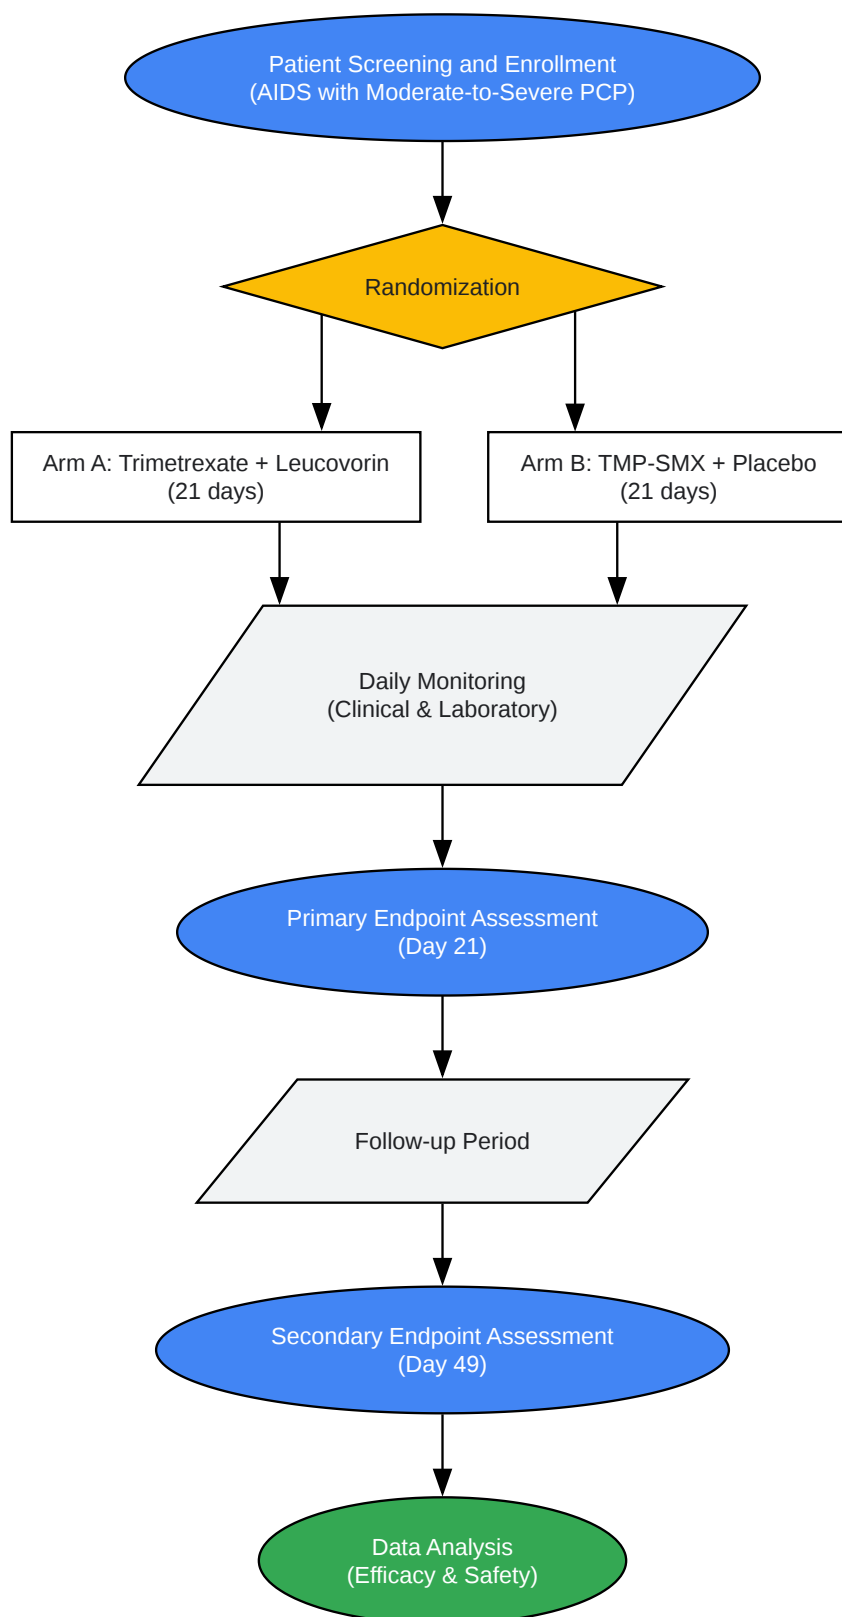 Patient Screening and Enrollment
(AIDS with Moderate-to-Severe PCP)
Randomization
Arm A: Trimetrexate + Leucovorin
(21 days)
Arm B: TMP-SMX + Placebo
(21 days)
Daily Monitoring
(Clinical & Laboratory)
Primary Endpoint Assessment
(Day 21)
Follow-up Period
Secondary Endpoint Assessment
(Day 49)
Data Analysis
(Efficacy & Safety)